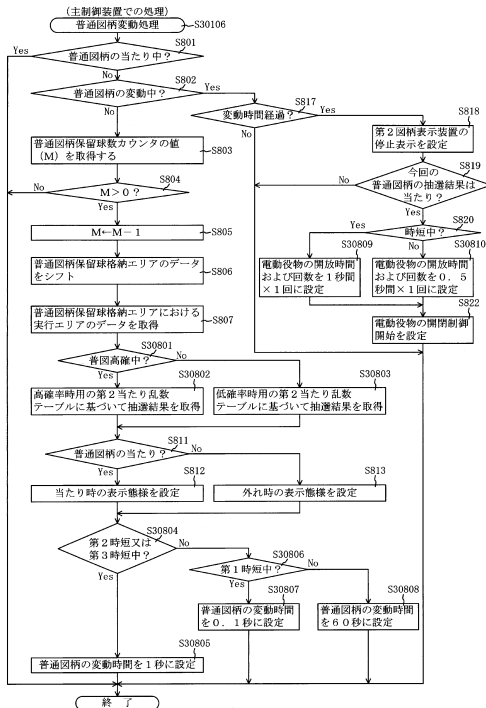 (主制御装置での処理)
普通図柄変動処理
S30106
S801
普通図柄の当たり中?
Yes
No
S802
普通図柄の変動中?
Yes
No
S817
変動時間経過?
Yes
No
S818
第2図柄表示装置の
停止表示を設定
S819
今回の
普通図柄の抽選結果は
当たり?
No
Yes
S820
時短中?
Yes
No
S30809
電動役物の開放時間
および回数を1秒間
×1回に設定
S30810
電動役物の開放時間
および回数を0.5
秒間×1回に設定
S822
電動役物の開閉制御
開始を設定
普通図柄保留球数カウンタの値
(M)を取得する
S803
S804
M>0?
No
Yes
M←M-1
S805
普通図柄保留球格納エリアのデータ
をシフト
S806
普通図柄保留球格納エリアにおける
実行エリアのデータを取得
S807
S30801
普図高確中?
Yes
No
S30802
高確率時用の第2当たり乱数
テーブルに基づいて抽選結果を取得
S30803
低確率時用の第2当たり乱数
テーブルに基づいて抽選結果を取得
S811
普通図柄の当たり?
Yes
No
S812
当たり時の表示態様を設定
S813
外れ時の表示態様を設定
S30804
第2時短又は
第3時短中?
Yes
No
S30806
第1時短中?
Yes
No
S30807
普通図柄の変動時間
を0.1秒に設定
S30808
普通図柄の変動時間
を60秒に設定
S30805
普通図柄の変動時間を1秒に設定
終 了